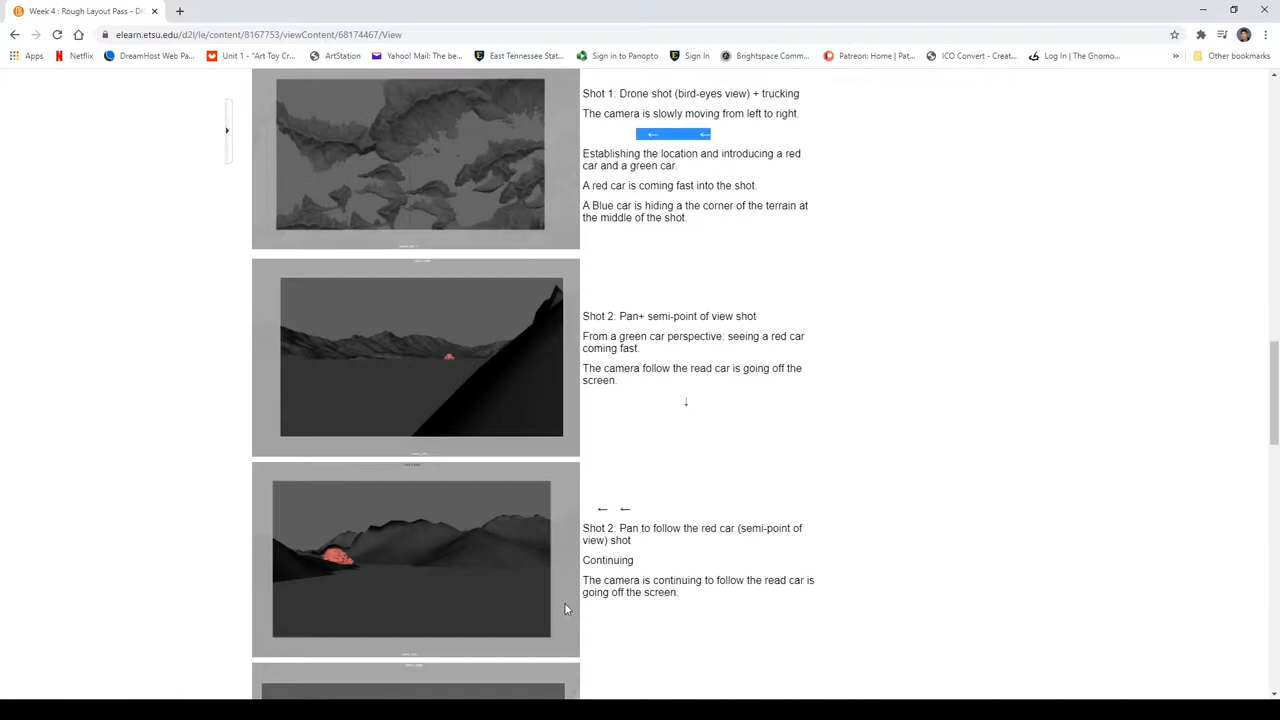 Week 4 : Rough Layout Pass - DI
elearn.etsu.edu/d2l/le/content/8167753/viewContent/68174467/View
Apps Netflix DreamHost Web Pa... Unit 1 - "Art Toy Cr... ArtStation Yahoo! Mail: The be... East Tennessee Stat... Sign in to Panopto Sign In Brightspace Comm... Patreon: Home | Pat... ICO Convert - Creat... Log In | The Gnomo... » Other bookmarks
Shot 1: Drone shot (bird-eyes view) + trucking
The camera is slowly moving from left to right.
← ←
Establishing the location and introducing a red
car and a green car.
A red car is coming fast into the shot.
A Blue car is hiding a the corner of the terrain at
the middle of the shot.
Shot 2: Pan+ semi-point of view shot
From a green car perspective: seeing a red car
coming fast.
The camera follow the read car is going off the
screen.
↓
← ←
Shot 2: Pan to follow the red car (semi-point of
view) shot
Continuing
The camera is continuing to follow the read car is
going off the screen.